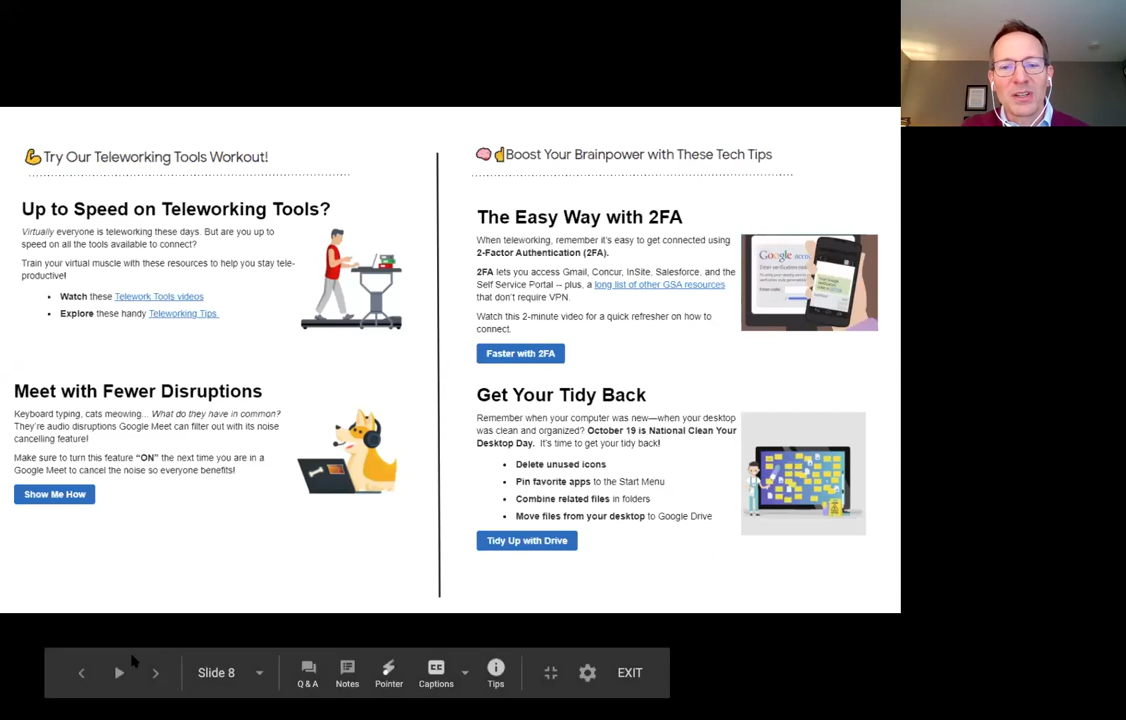 💪Try Our Teleworking Tools Workout!
Up to Speed on Teleworking Tools?
Virtually everyone is teleworking these days. But are you up to
speed on all the tools available to connect?
Train your virtual muscle with these resources to help you stay tele-
productive!
• Watch these Telework Tools videos
• Explore these handy Teleworking Tips
Meet with Fewer Disruptions
Keyboard typing, cats meowing... What do they have in common?
They're audio disruptions Google Meet can filter out with its noise
cancelling feature!
Make sure to turn this feature “ON” the next time you are in a
Google Meet to cancel the noise so everyone benefits!
Show Me How
🧠☝Boost Your Brainpower with These Tech Tips
The Easy Way with 2FA
When teleworking, remember it's easy to get connected using
2-Factor Authentication (2FA).
2FA lets you access Gmail, Concur, InSite, Salesforce, and the
Self Service Portal -- plus, a long list of other GSA resources
that don't require VPN.
Watch this 2-minute video for a quick refresher on how to
connect.
Faster with 2FA
Google acco
Enter verification
Enter code:
Get Your Tidy Back
Remember when your computer was new—when your desktop
was clean and organized? October 19 is National Clean Your
Desktop Day. It's time to get your tidy back!
• Delete unused icons
• Pin favorite apps to the Start Menu
• Combine related files in folders
• Move files from your desktop to Google Drive
Tidy Up with Drive
Slide 8
Q & A
Notes
Pointer
CC
Captions
Tips
EXIT